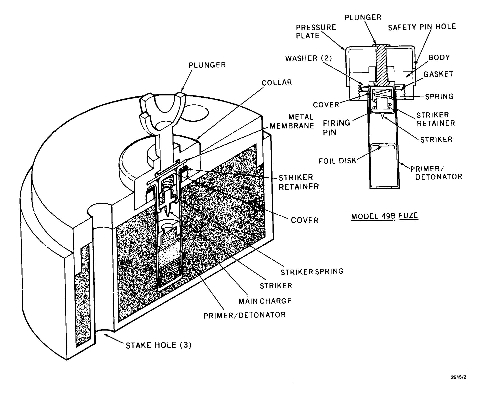 PLUNGER
COLLAR
METAL
MEMBRANE
STRIKER
RETAINER
COVER
STRIKER SPRING
STRIKER
MAIN CHARGE
PRIMER/DETONATOR
STAKE HOLE (3)
PLUNGER
PRESSURE
PLATE
SAFETY PIN HOLE
WASHER (2)
BODY
GASKET
COVER
SPRING
FIRING
PIN
STRIKER
RETAINER
STRIKER
FOIL DISK
PRIMER/
DETONATOR
MODEL 49B FUZE